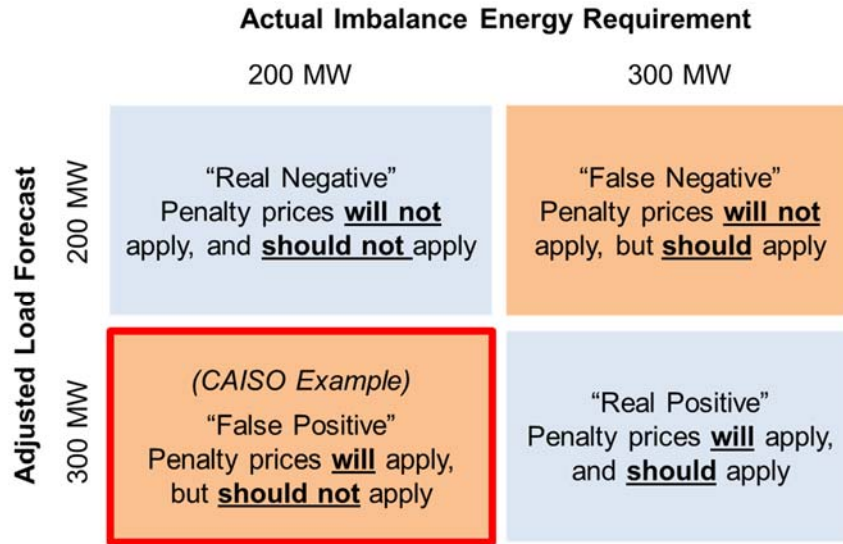 Actual Imbalance Energy Requirement
200 MW
300 MW
Adjusted Load Forecast
200 MW
“Real Negative”
Penalty prices will not
apply, and should not apply
“False Negative”
Penalty prices will not
apply, but should apply
300 MW
(CAISO Example)
“False Positive”
Penalty prices will apply,
but should not apply
“Real Positive”
Penalty prices will apply,
and should apply